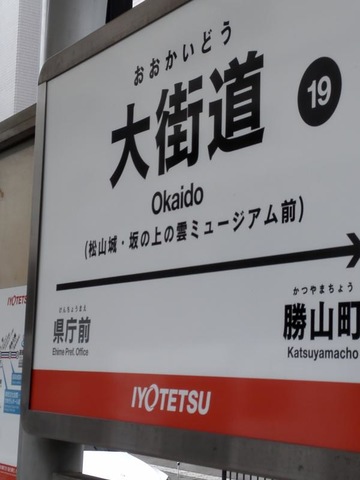 おおかいどう
大街道
19
Okaido
(松山城・坂の上の雲ミュージアム前)
けんちょうまえ
県庁前
Ehime Pref. Office
かつやまちょう
勝山町
Katsuyamacho
IYOTETSU
IYOTETSU